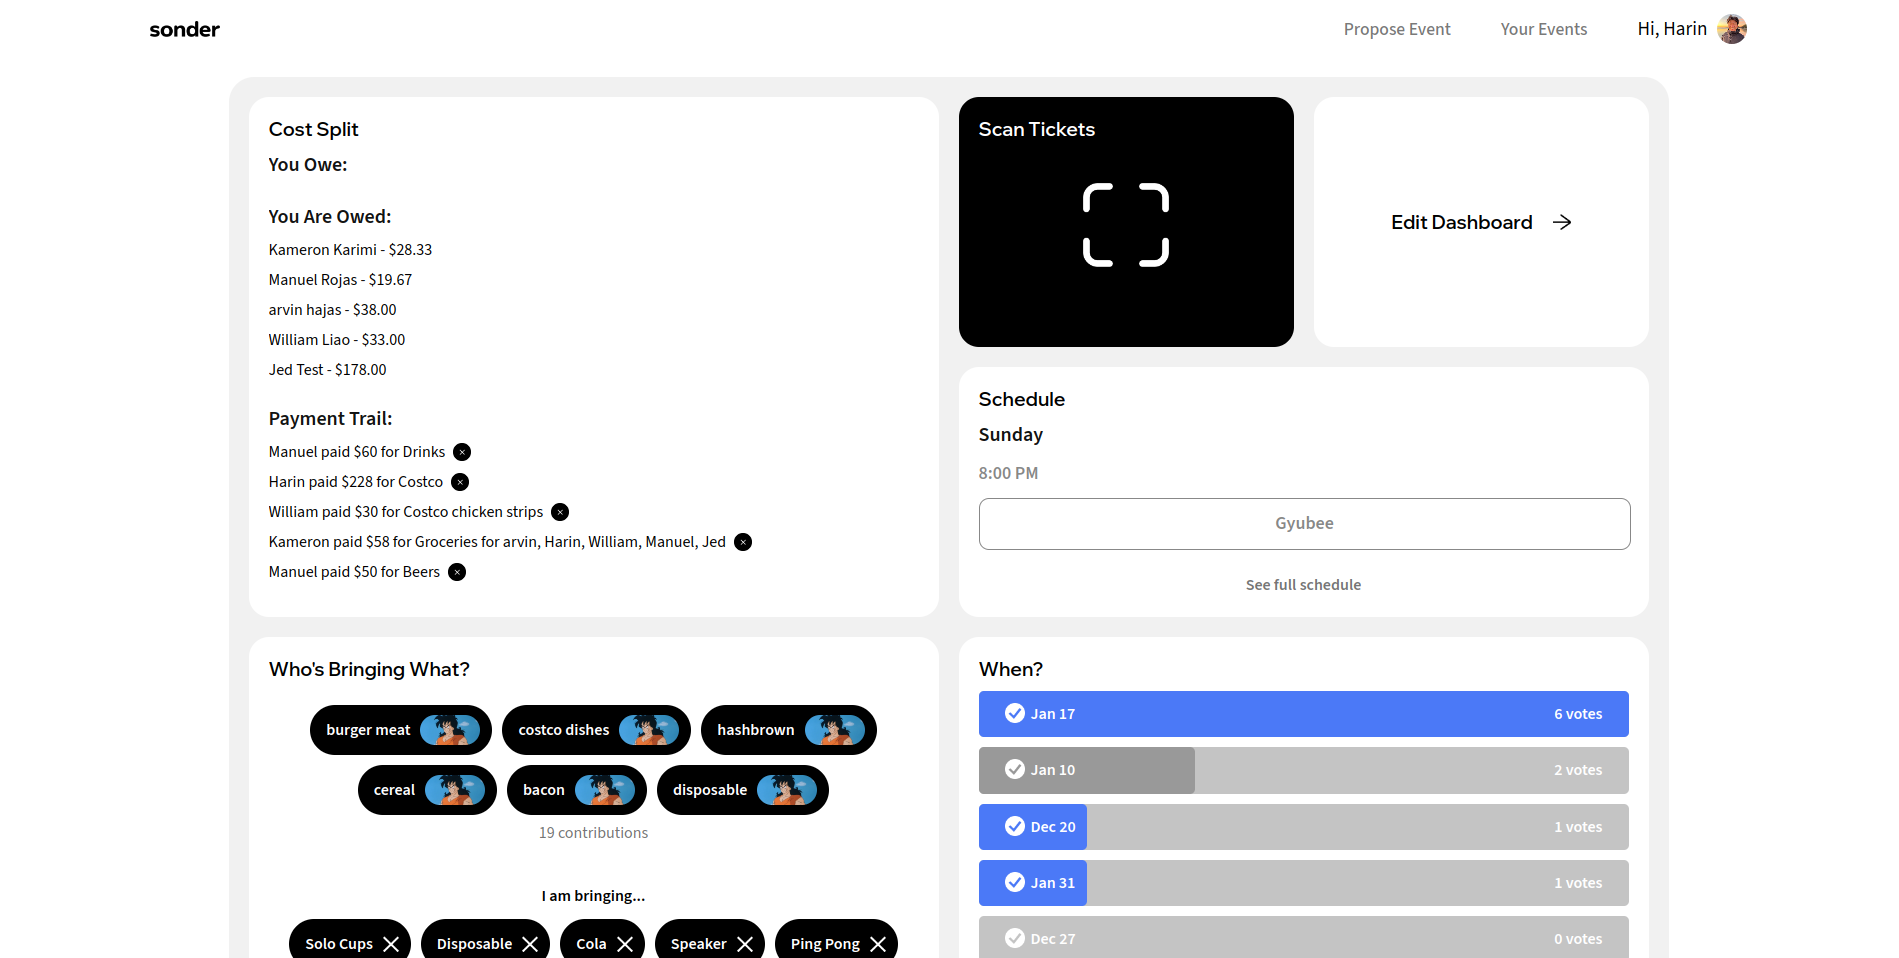 sonder
Propose Event
Your Events
Hi, Harin
Cost Split
You Owe:
You Are Owed:
Kameron Karimi - $28.33
Manuel Rojas - $19.67
arvin hajas - $38.00
William Liao - $33.00
Jed Test - $178.00
Payment Trail:
Manuel paid $60 for Drinks
Harin paid $228 for Costco
William paid $30 for Costco chicken strips
Kameron paid $58 for Groceries for arvin, Harin, William, Manuel, Jed
Manuel paid $50 for Beers
Scan Tickets
Edit Dashboard
Schedule
Sunday
8:00 PM
Gyubee
See full schedule
Who's Bringing What?
burger meat
costco dishes
hashbrown
cereal
bacon
disposable
19 contributions
I am bringing...
Solo Cups
Disposable
Cola
Speaker
Ping Pong
When?
Jan 17 6 votes
Jan 10 2 votes
Dec 20 1 votes
Jan 31 1 votes
Dec 27 0 votes